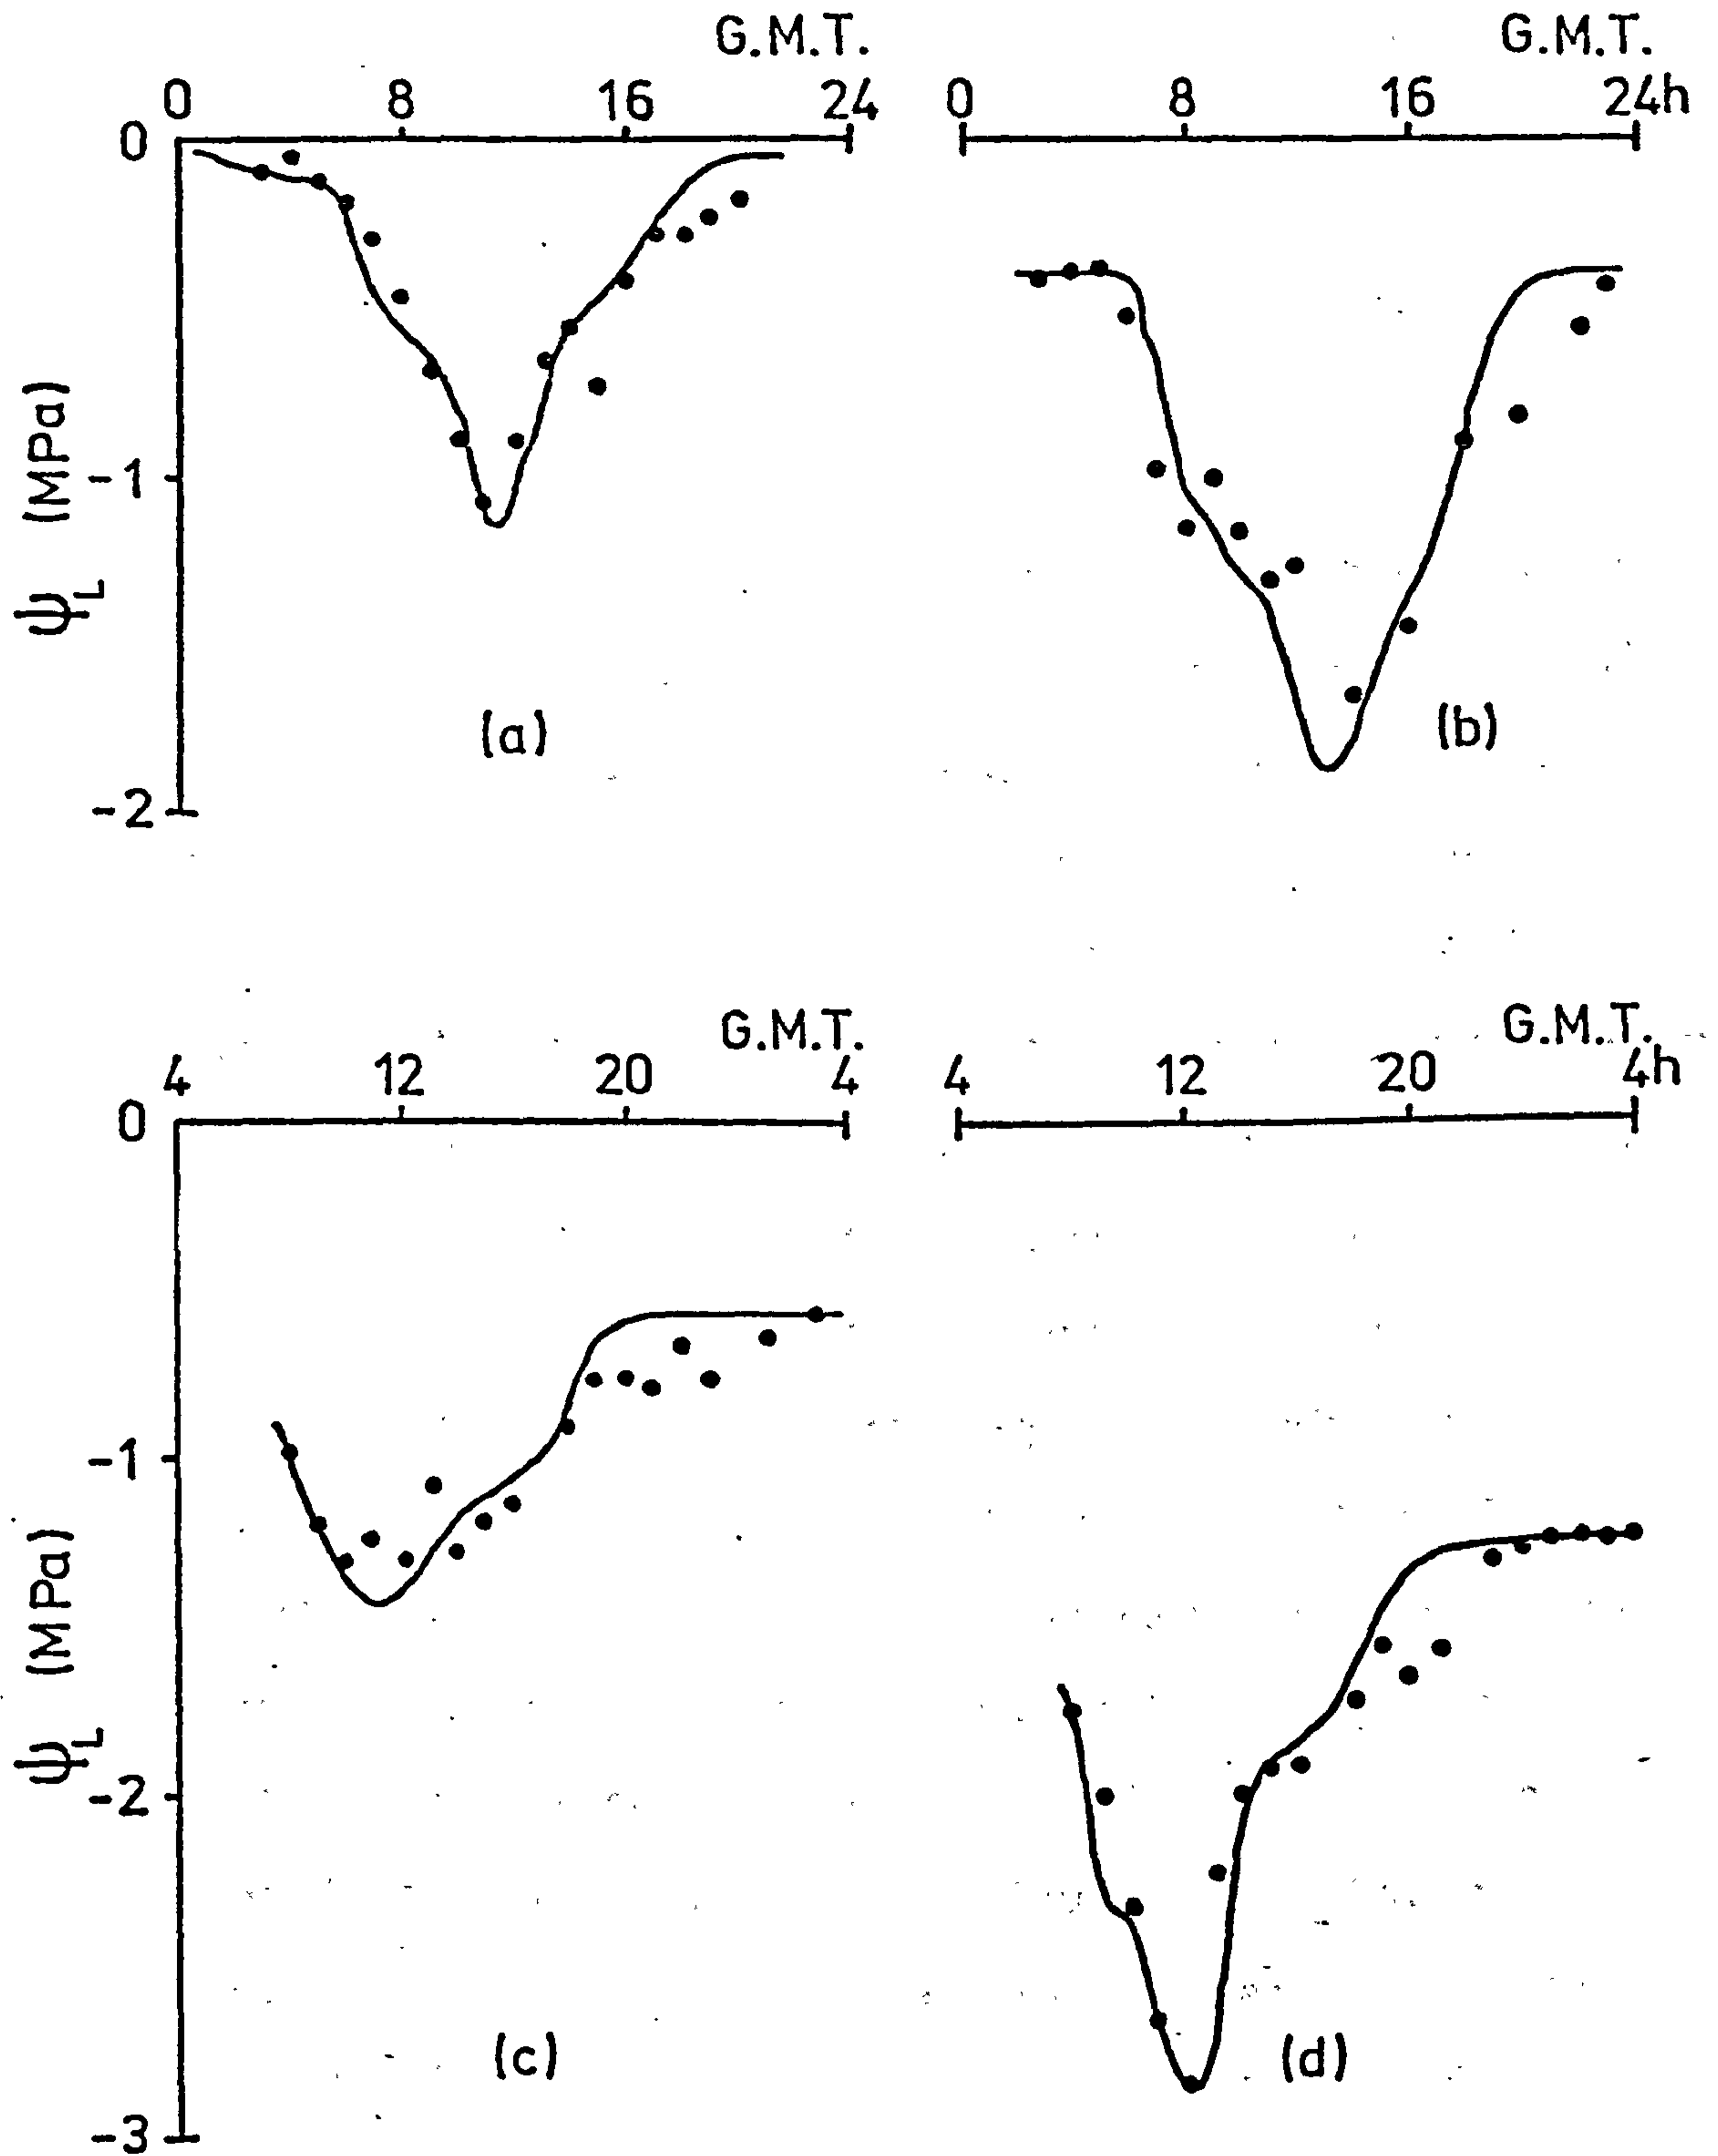 G.M.T.
0 8 16 24
0
-1
-2
ψL (MPa)
(a)
G.M.T.
0 8 16 24h
(b)
G.M.T.
4 12 20 4
0
-1
-2
-3
ψL (MPa)
(c)
G.M.T.
4 12 20 4h
(d)